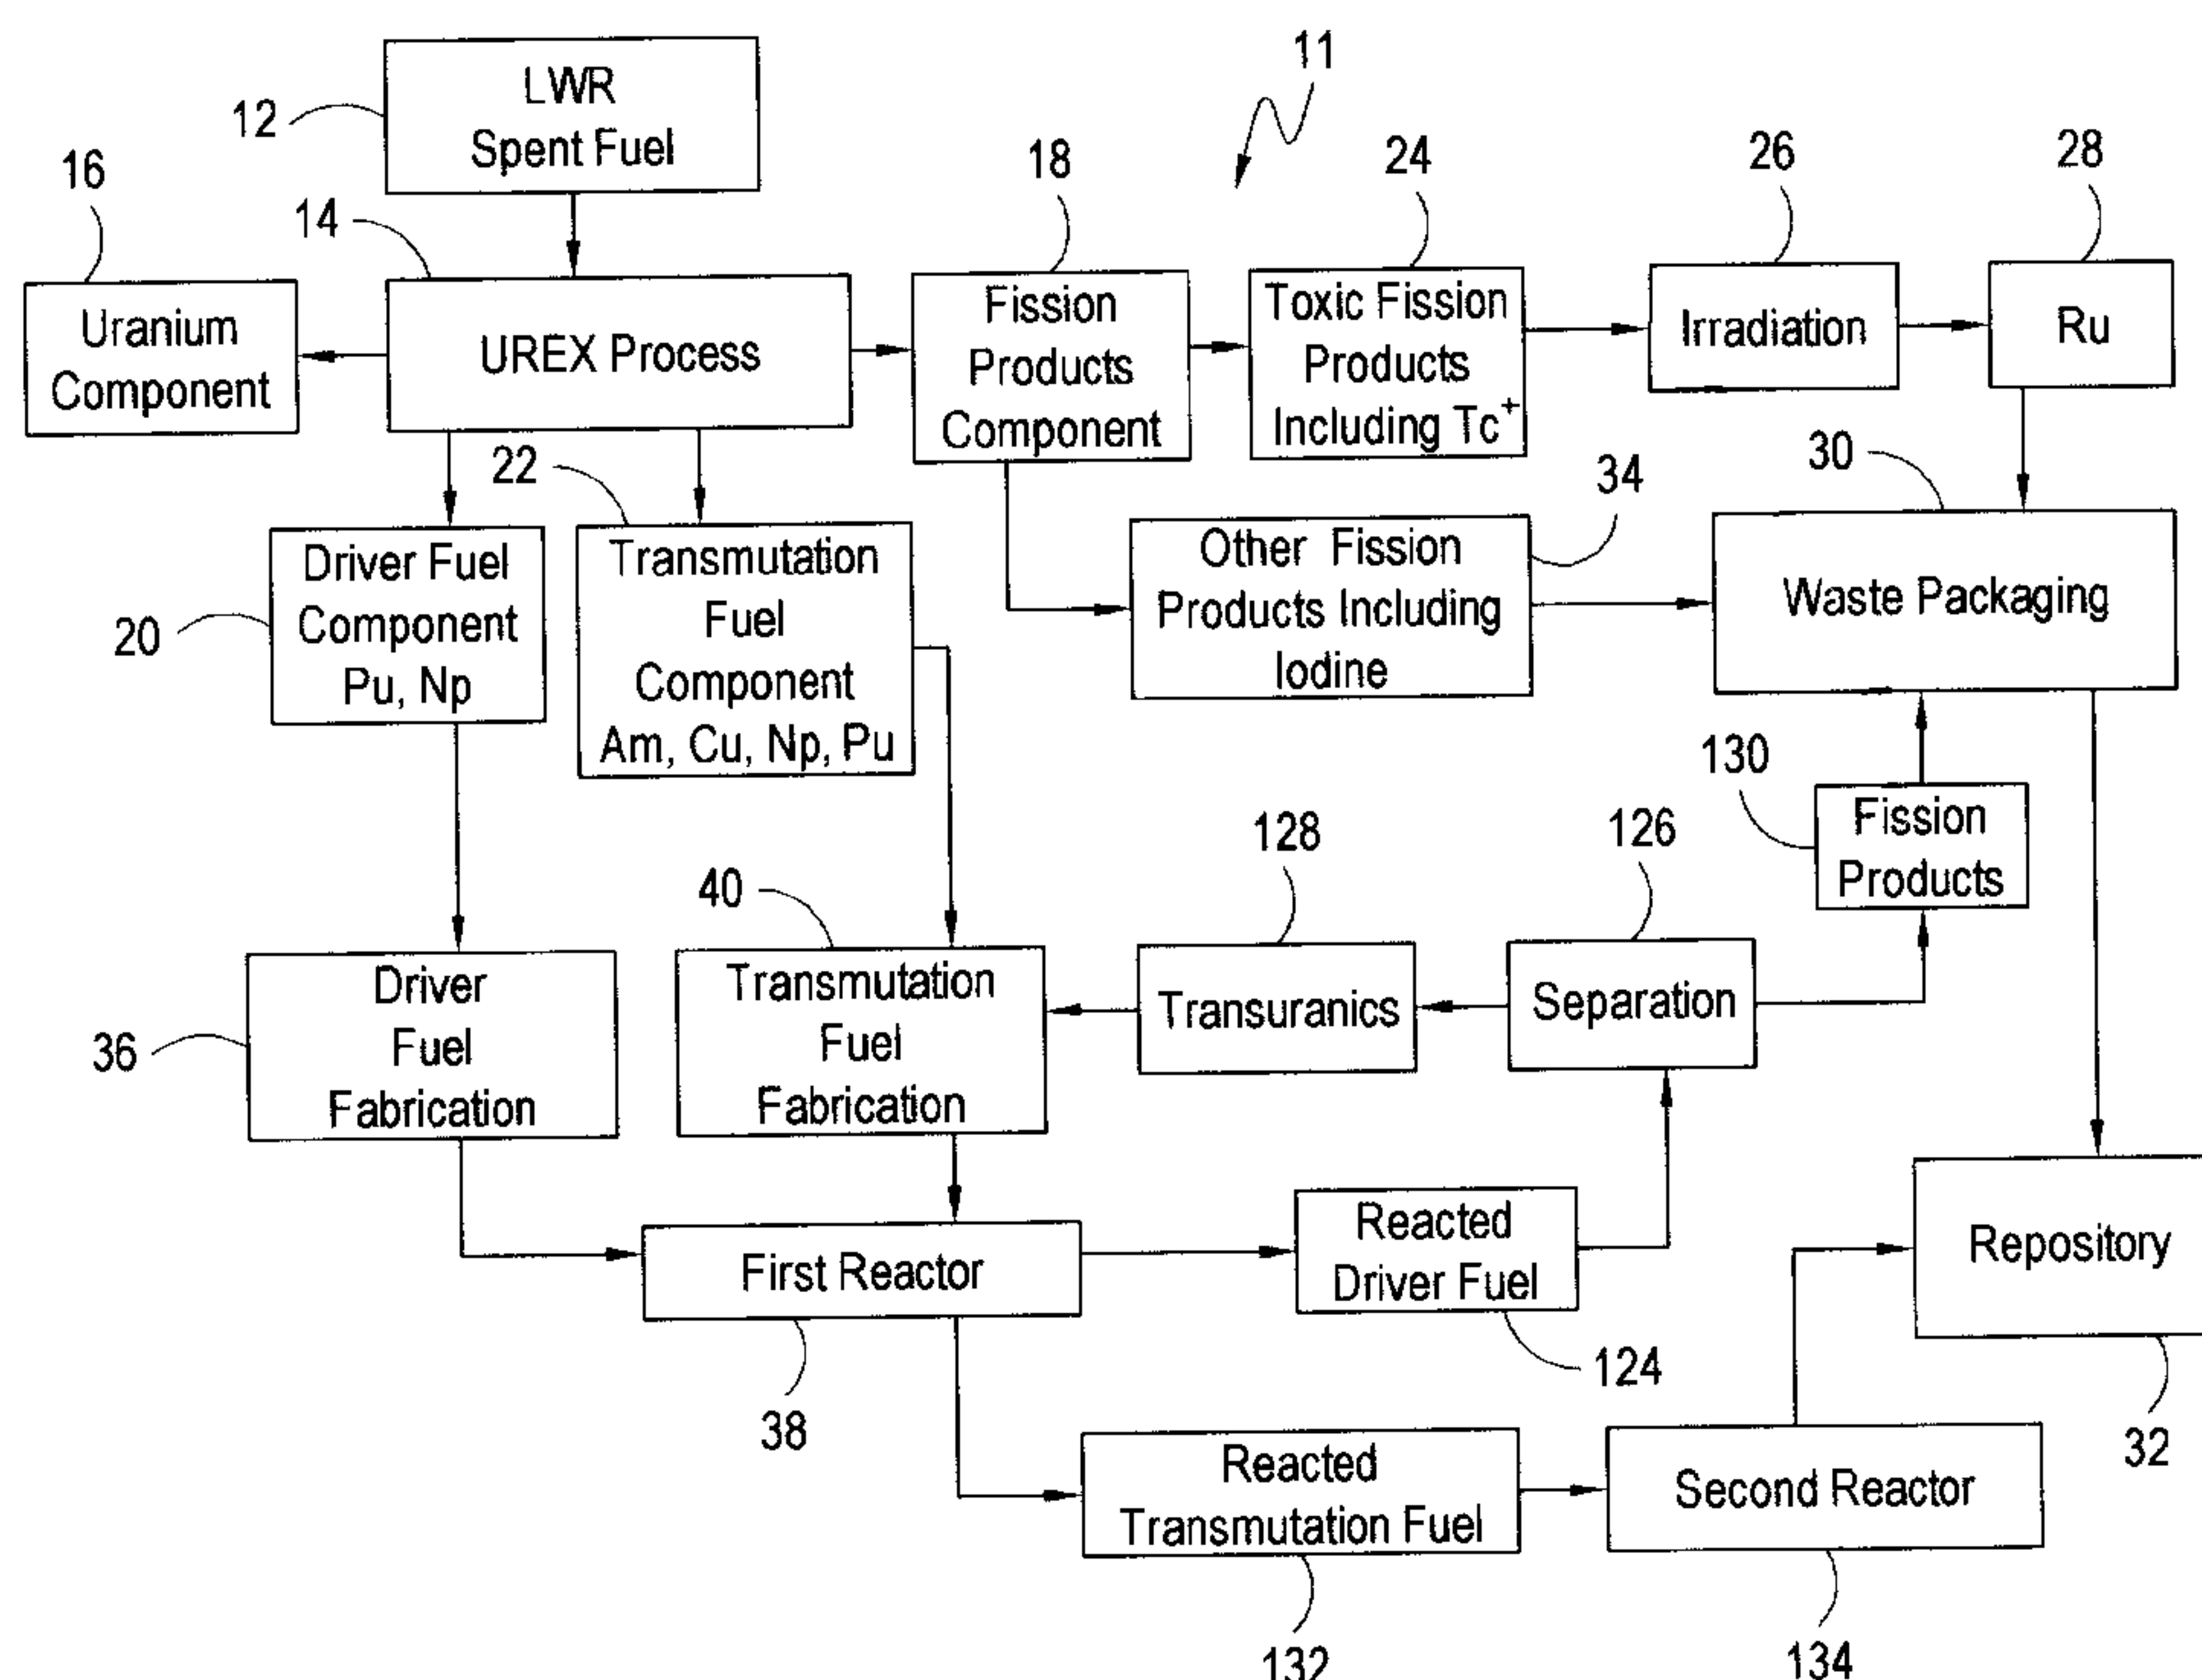 11
LWR
Spent Fuel
12
16
14
18
24
26
28
Uranium
Component
UREX Process
Fission
Products
Component
Toxic Fission
Products
Including Tc+
Irradiation
Ru
22
30
34
Driver Fuel
Component
Pu, Np
20
Transmutation
Fuel
Component
Am, Cu, Np, Pu
Other Fission
Products Including
Iodine
Waste Packaging
130
Fission
Products
128
126
40
Driver
Fuel
Fabrication
36
Transmutation
Fuel
Fabrication
Transuranics
Separation
First Reactor
38
Reacted
Driver Fuel
124
Repository
32
Reacted
Transmutation Fuel
132
Second Reactor
134